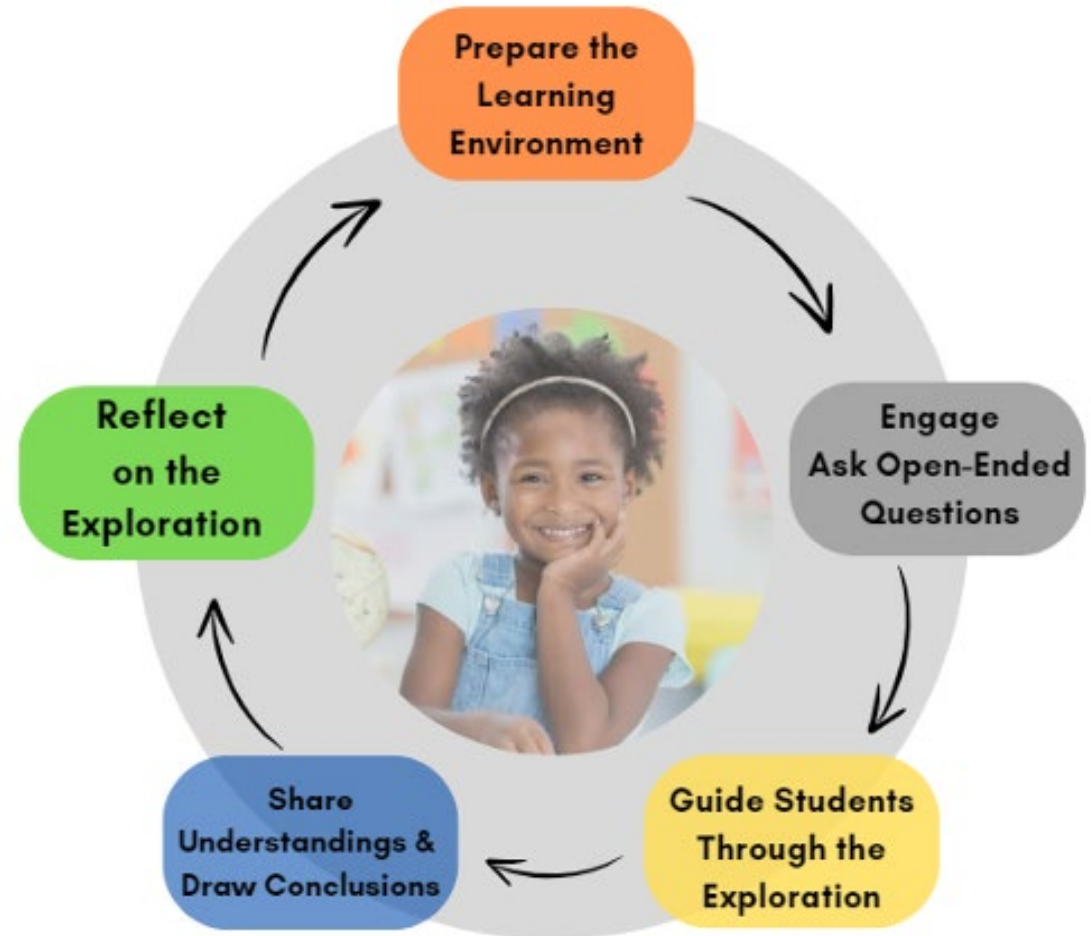 Prepare the
Learning
Environment
Engage
Ask Open-Ended
Questions
Guide Students
Through the
Exploration
Share
Understandings &
Draw Conclusions
Reflect
on the
Exploration